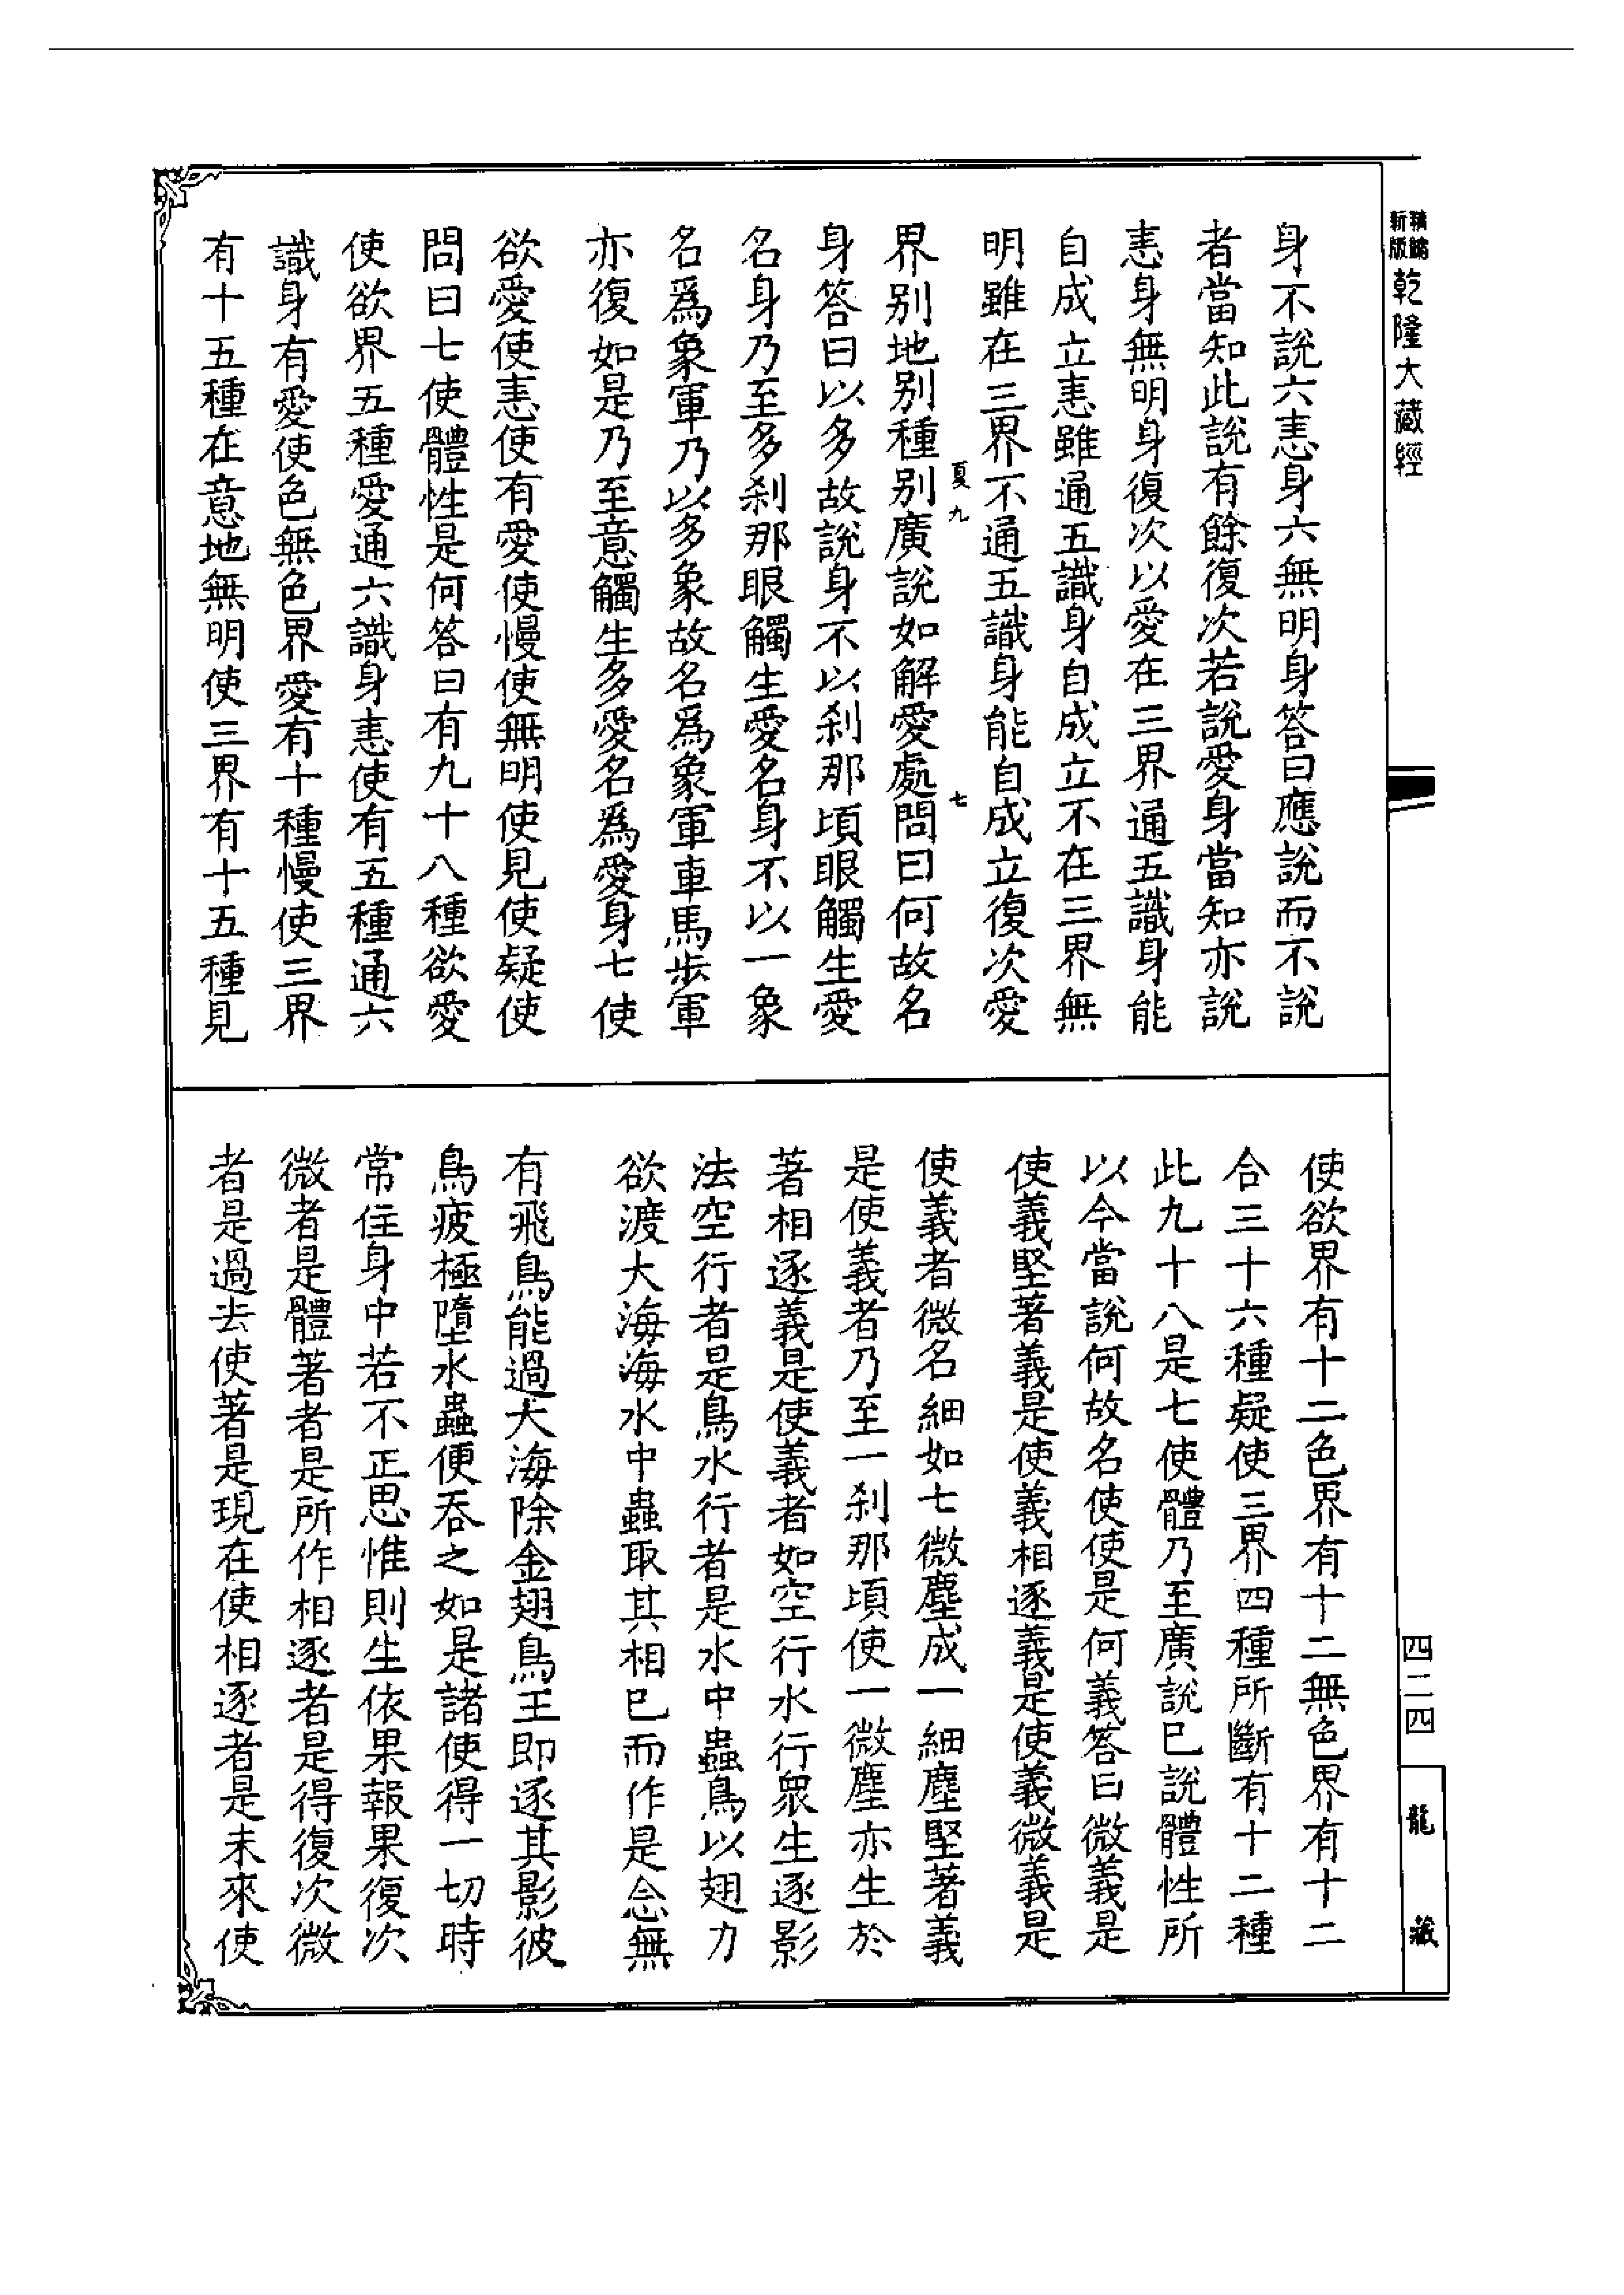 新編
新版
乾隆大藏經
身不說六恚身六無明身答曰應說而不說
者當知此說有餘復次若說愛身當知亦說
恚身無明身復次以愛在三界通五識身能
自成立恚雖通五識身自成立不在三界無
明雖在三界不通五識身能自成立復次愛
夏九
七
界别地别種别廣說如解愛處問曰何故名
身答曰以多故說身不以剎那頃眼觸生愛
名身乃至多剎那眼觸生愛名身不以一象
名爲象軍乃以多象故名爲象軍車馬步軍
亦復如是乃至意觸生多愛名爲愛身七使
欲愛使恚使有愛使慢使無明使見使疑使
問曰七使體性是何答曰有九十八種欲愛
使欲界五種愛通六識身恚使有五種通六
識身有愛使色無色界愛有十種慢使三界
有十五種在意地無明使三界有十五種見
使欲界有十二色界有十二無色界有十二
合三十六種疑使三界四種所斷有十二種
此九十八是七使體乃至廣說已說體性所
以今當說何故名使使是何義答曰微義是
使義堅著義是使義相逐義是使義微義是
使義者微名細如七微塵成一細塵堅著義
是使義者乃至一剎那頃使一微塵亦生於
著相逐義是使義者如空行水行衆生逐影
法空行者是鳥水行者是水中蟲鳥以翅力
欲渡大海海水中蟲取其相已而作是念無
有飛鳥能過大海除金翅鳥王即逐其影彼
鳥疲極墮水蟲便吞之如是諸使得一切時
常住身中若不正思惟則生依果報果復次
微者是體著者是所作相逐者是得復次微
者是過去使著是現在使相逐者是未來使
四二四
龍藏